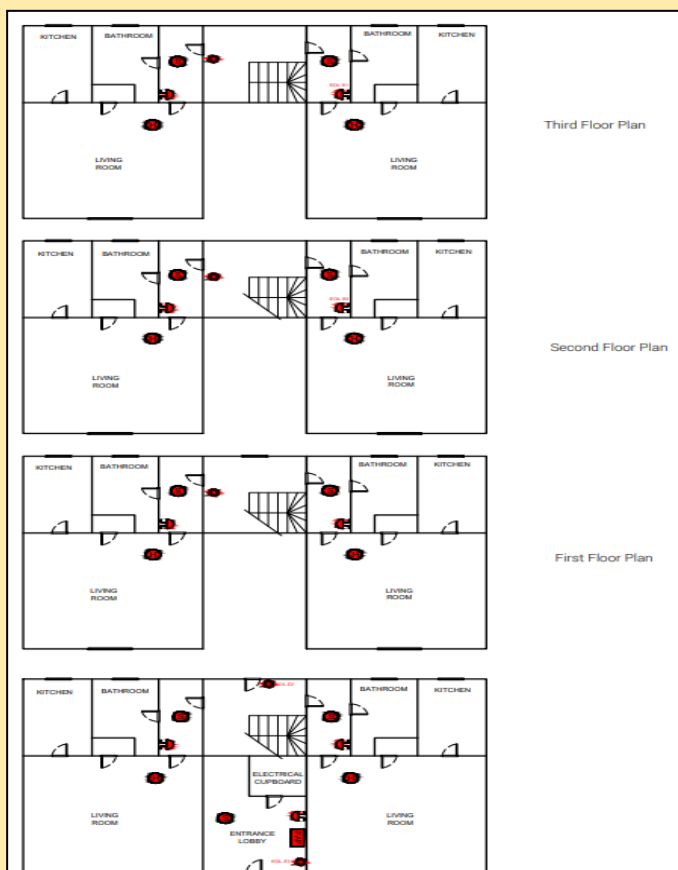 KITCHEN
BATHROOM
BATHROOM
KITCHEN
LIVING
ROOM
LIVING
ROOM
Third Floor Plan
KITCHEN
BATHROOM
BATHROOM
KITCHEN
LIVING
ROOM
LIVING
ROOM
Second Floor Plan
KITCHEN
BATHROOM
BATHROOM
KITCHEN
LIVING
ROOM
LIVING
ROOM
First Floor Plan
KITCHEN
BATHROOM
BATHROOM
KITCHEN
ELECTRICAL
CUPBOARD
LIVING
ROOM
ENTRANCE
LOBBY
LIVING
ROOM